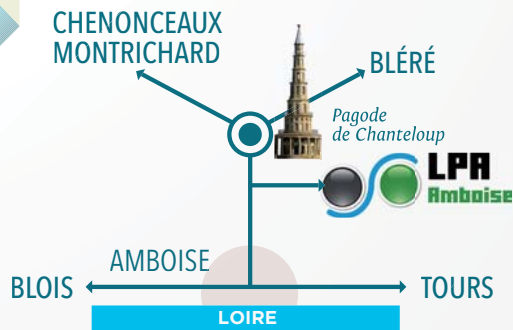 CHENONCEAUX
MONTRICHARD
BLÉRÉ
Pagode
de Chanteloup
LPA
Amboise
AMBOISE
BLOIS
TOURS
LOIRE